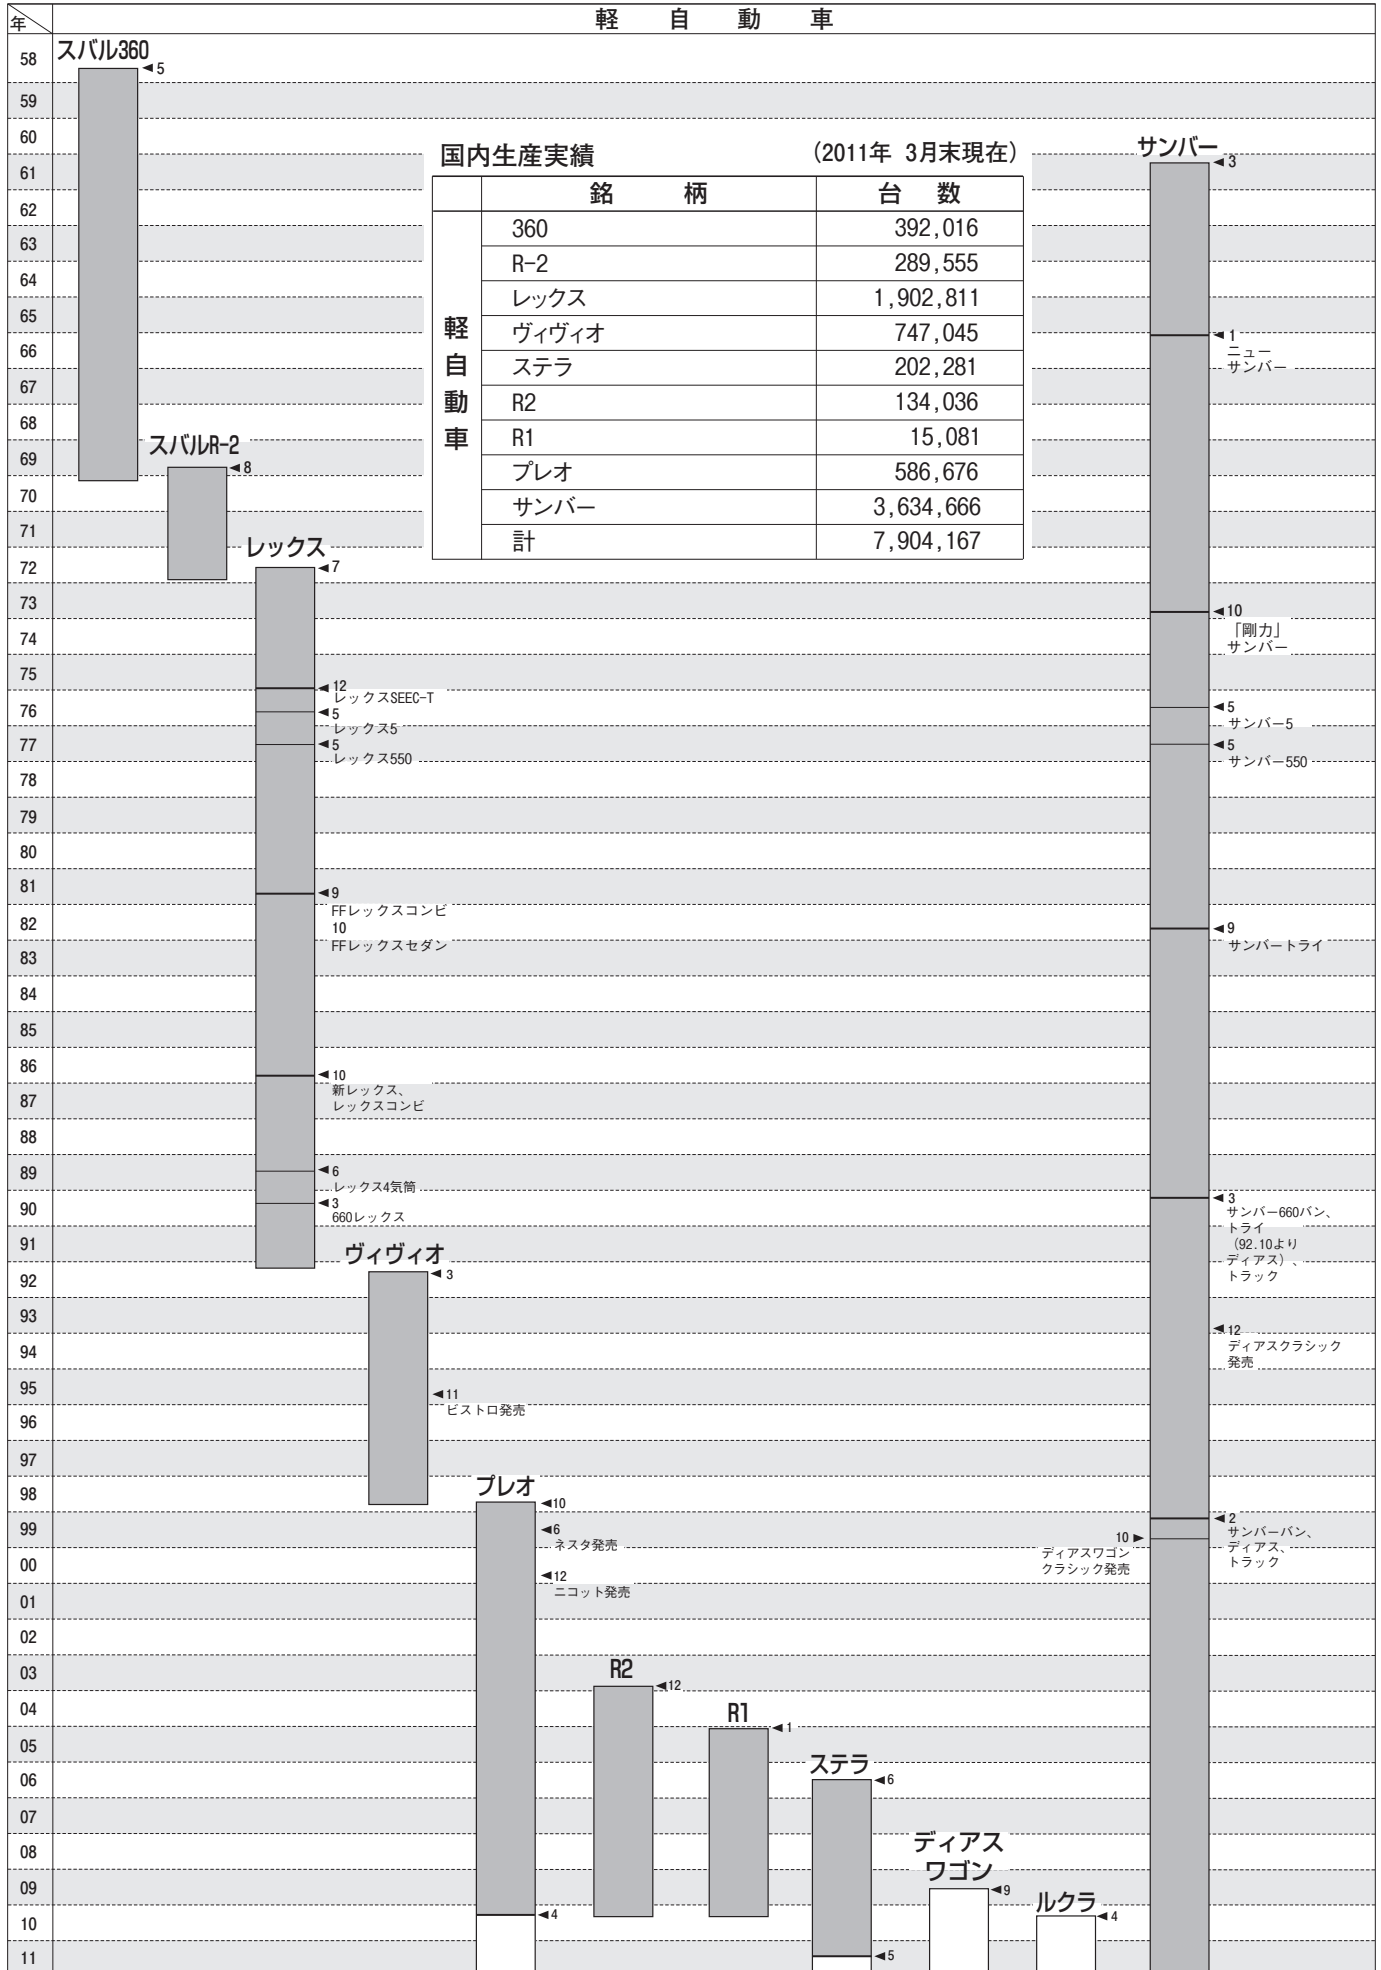 年
軽自動車
58
スバル360
◄5
59
60
国内生産実績 (2011年 3月末現在)
サンバー
◄3
61
銘柄 台数
62
360 392,016
63
R-2 289,555
64
レックス 1,902,811
65
軽自動車
ヴィヴィオ 747,045
◄1
ニュー
サンバー
66
ステラ 202,281
67
R2 134,036
68
R1 15,081
スバルR-2
◄8
69
プレオ 586,676
70
サンバー 3,634,666
71
計 7,904,167
レックス
◄7
72
73
◄10
「剛力」
サンバー
74
75
◄12
レックスSEEC-T
76
◄5
レックス5
◄5
サンバー5
77
◄5
レックス550
◄5
サンバー550
78
79
80
81
◄9
FFレックスコンビ
82
10
FFレックスセダン
◄9
サンバートライ
83
84
85
86
◄10
新レックス、
レックスコンビ
87
88
89
◄6
レックス4気筒
90
◄3
660レックス
◄3
サンバー660バン、
トライ
(92.10より
ディアス)、
トラック
91
ヴィヴィオ
◄3
92
93
◄12
ディアスクラシック
発売
94
95
◄11
ビストロ発売
96
97
98
プレオ
◄10
99
◄6
ネスタ発売
10►
ディアスワゴン
クラシック発売
◄2
サンバーバン、
ディアス、
トラック
00
◄12
ニコット発売
01
02
03
R2
◄12
04
R1
◄1
05
ステラ
◄6
06
07
08
ディアス
ワゴン
◄9
09
ルクラ
◄4
◄4
10
11
◄5